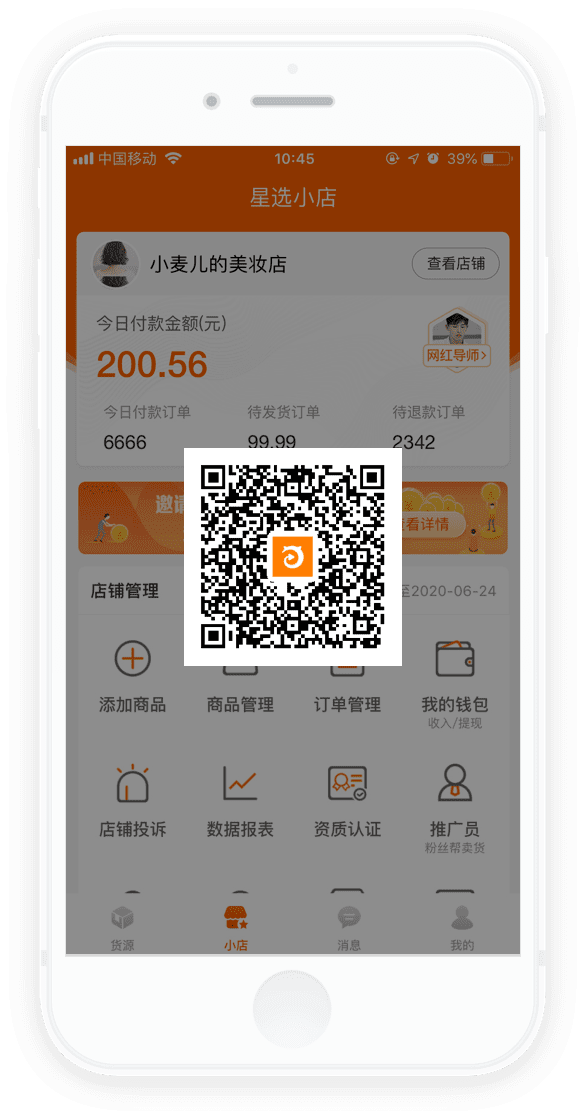 中国移动 10:45 39%
星选小店
小麦儿的美妆店 查看店铺
今日付款金额(元)
200.56
网红导师>
今日付款订单 待发货订单 待退款订单
6666 99.99 2342
邀请 查看详情
店铺管理 至2020-06-24
添加商品 商品管理 订单管理 我的钱包
收入/提现
店铺投诉 数据报表 资质认证 推广员
粉丝帮卖货
货源 小店 消息 我的